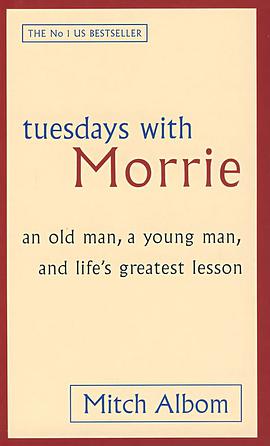 THE No 1 US BESTSELLER
tuesdays with
Morrie
an old man, a young man,
and life's greatest lesson
Mitch Albom